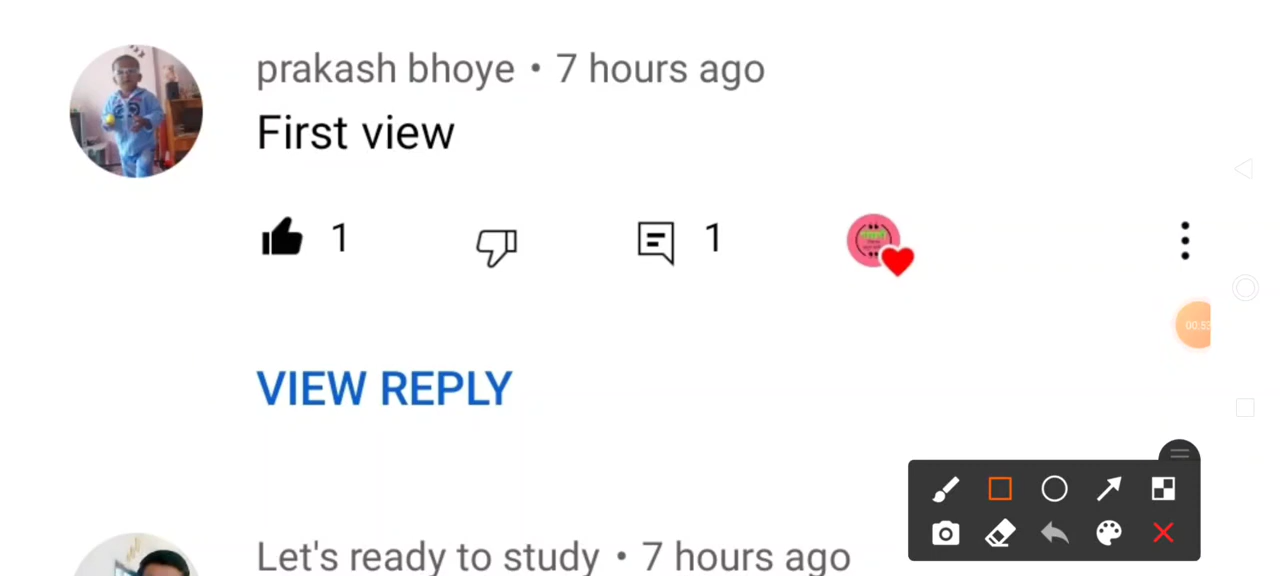 prakash bhoye • 7 hours ago
First view
1
1
VIEW REPLY
Let's ready to study • 7 hours ago